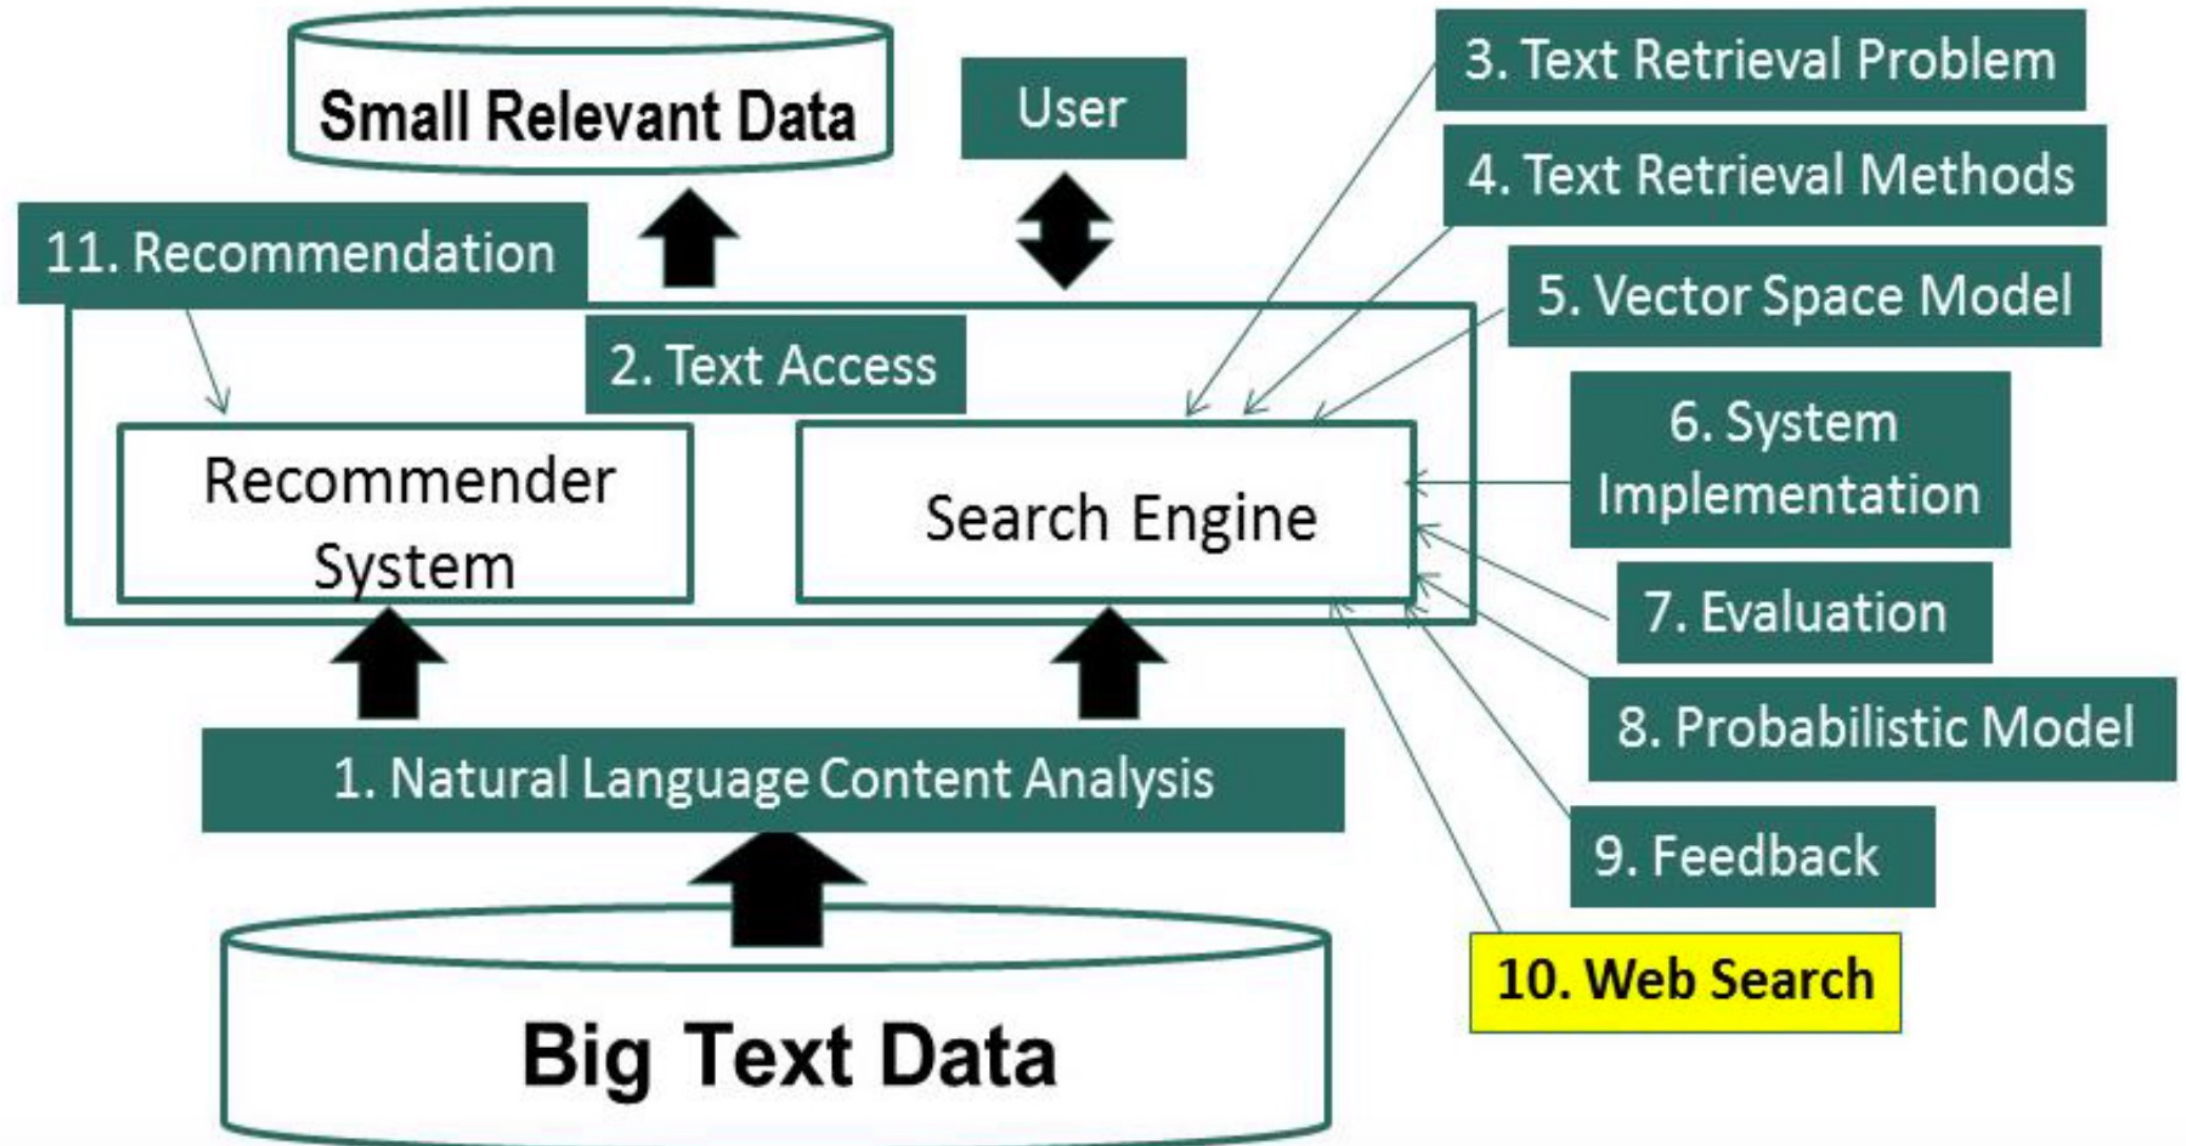 Small Relevant Data
User
3. Text Retrieval Problem
4. Text Retrieval Methods
11. Recommendation
5. Vector Space Model
2. Text Access
6. System
Implementation
Recommender
System
Search Engine
7. Evaluation
8. Probabilistic Model
1. Natural Language Content Analysis
9. Feedback
10. Web Search
Big Text Data